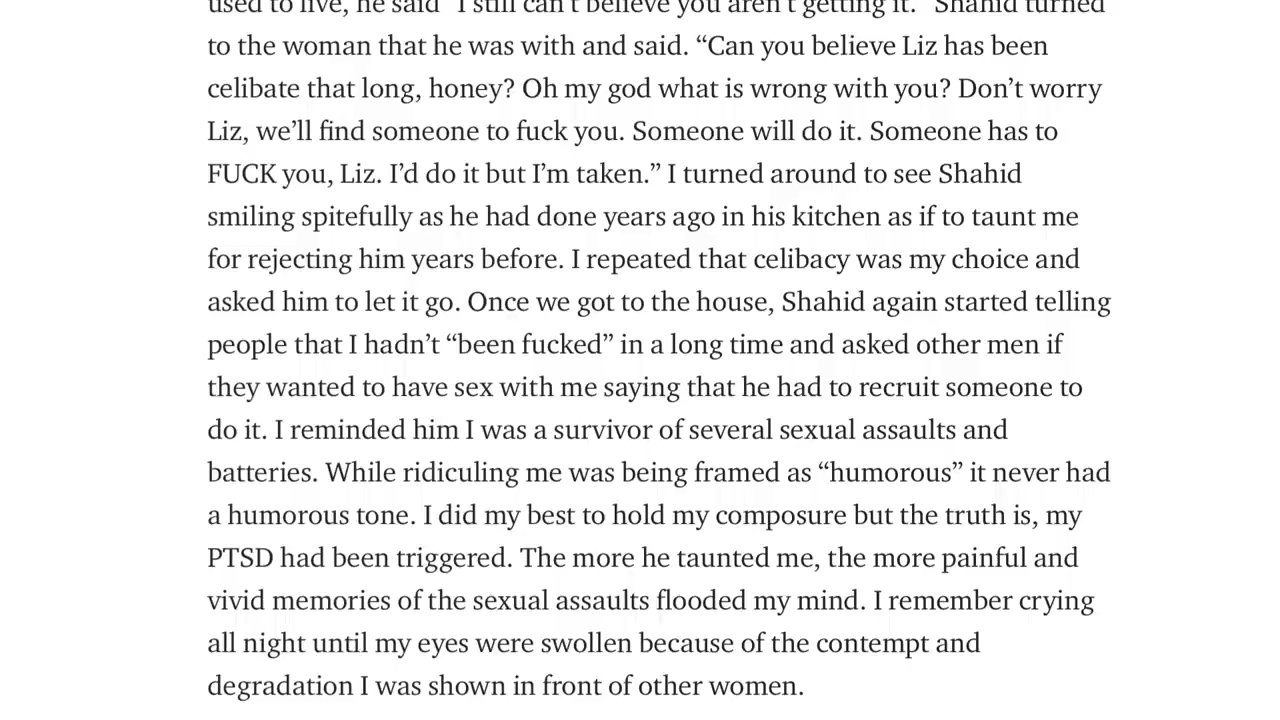 used to live, he said "I still can't believe you aren't getting it." Shahid turned
to the woman that he was with and said. “Can you believe Liz has been
celibate that long, honey? Oh my god what is wrong with you? Don’t worry
Liz, we’ll find someone to fuck you. Someone will do it. Someone has to
FUCK you, Liz. I’d do it but I’m taken.” I turned around to see Shahid
smiling spitefully as he had done years ago in his kitchen as if to taunt me
for rejecting him years before. I repeated that celibacy was my choice and
asked him to let it go. Once we got to the house, Shahid again started telling
people that I hadn’t “been fucked” in a long time and asked other men if
they wanted to have sex with me saying that he had to recruit someone to
do it. I reminded him I was a survivor of several sexual assaults and
batteries. While ridiculing me was being framed as “humorous” it never had
a humorous tone. I did my best to hold my composure but the truth is, my
PTSD had been triggered. The more he taunted me, the more painful and
vivid memories of the sexual assaults flooded my mind. I remember crying
all night until my eyes were swollen because of the contempt and
degradation I was shown in front of other women.